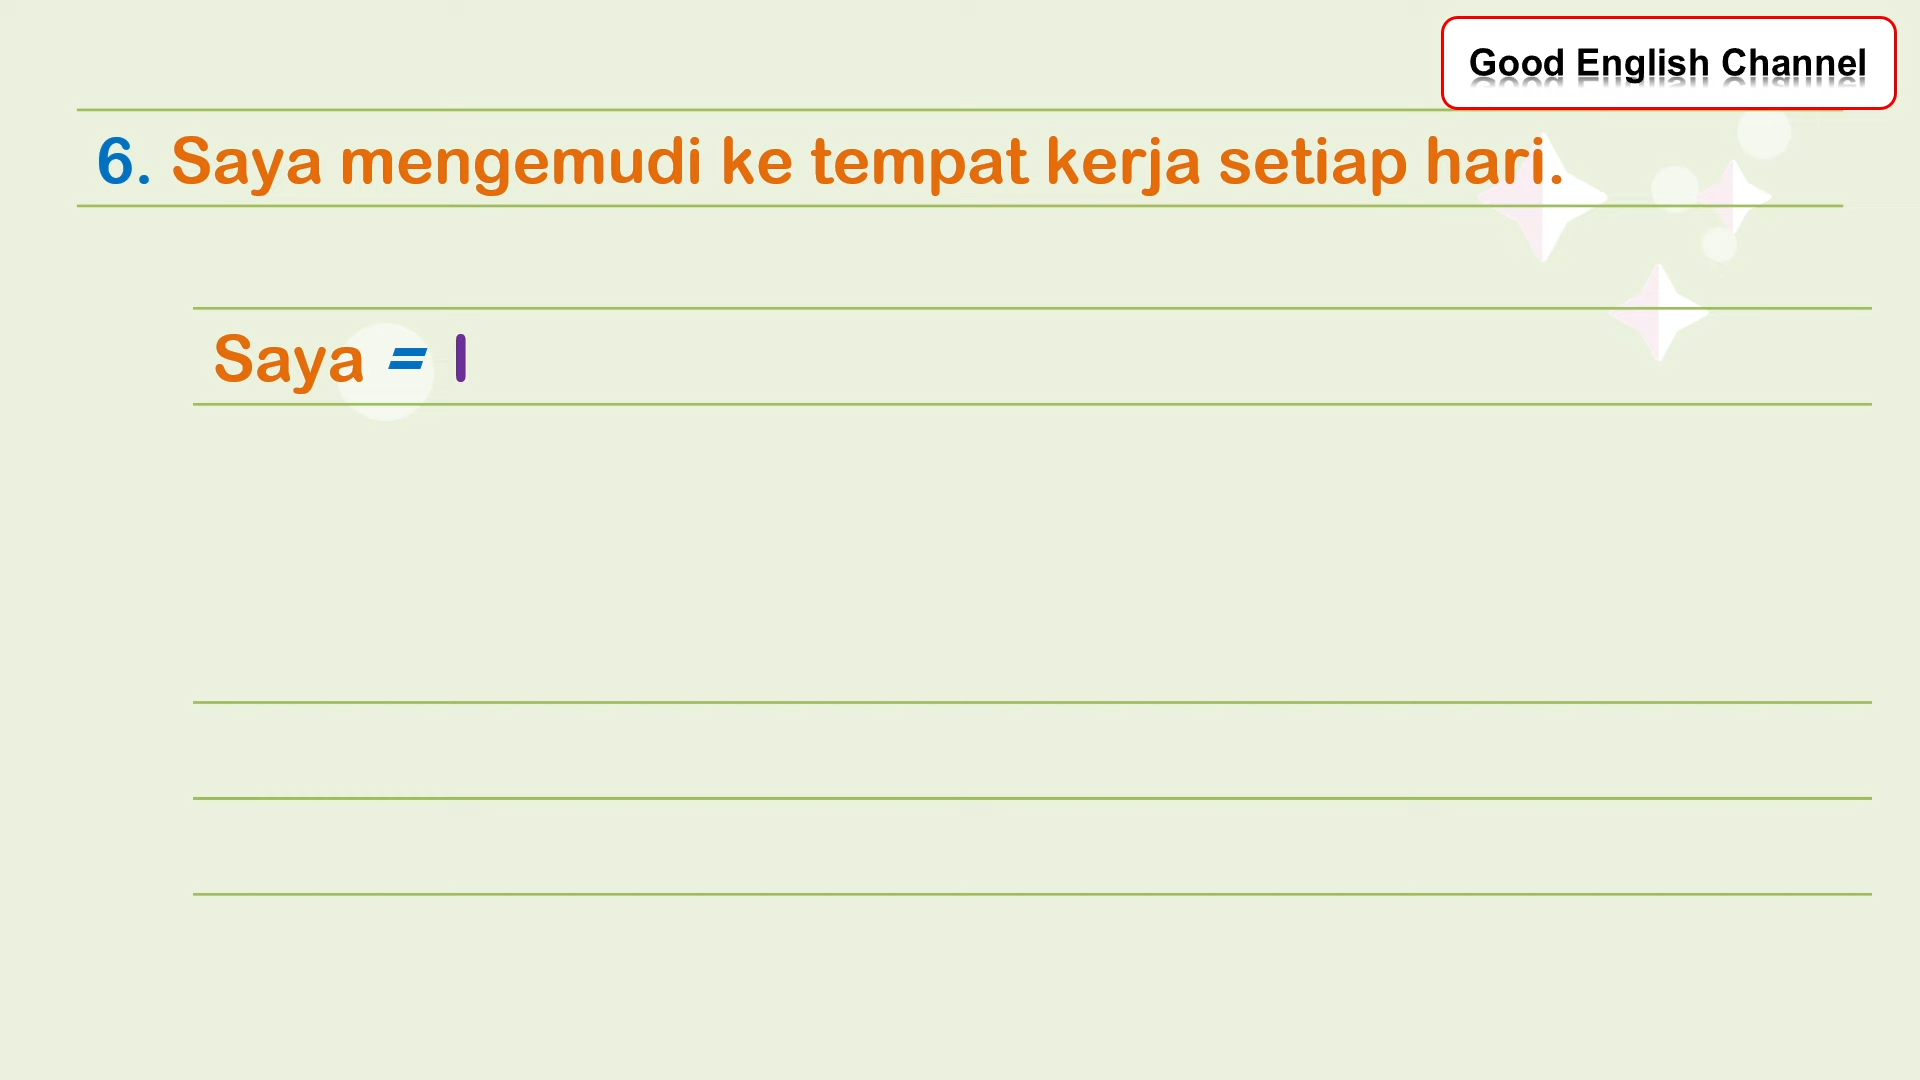 Good English Channel
6. Saya mengemudi ke tempat kerja setiap hari.
Saya = I